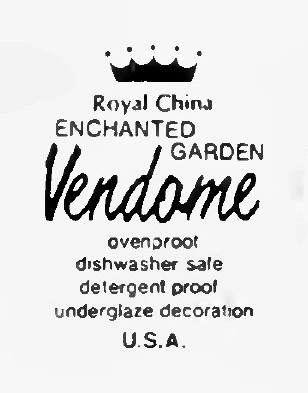 Royal China
ENCHANTED
GARDEN
Vendome
ovenproof
dishwasher safe
detergent proof
underglaze decoration
U.S.A.